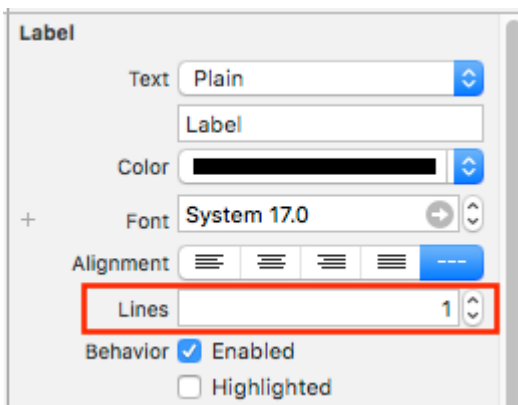 Label
Text Plain
Label
Color
+ Font System 17.0
Alignment ---
Lines 1
Behavior Enabled
Highlighted